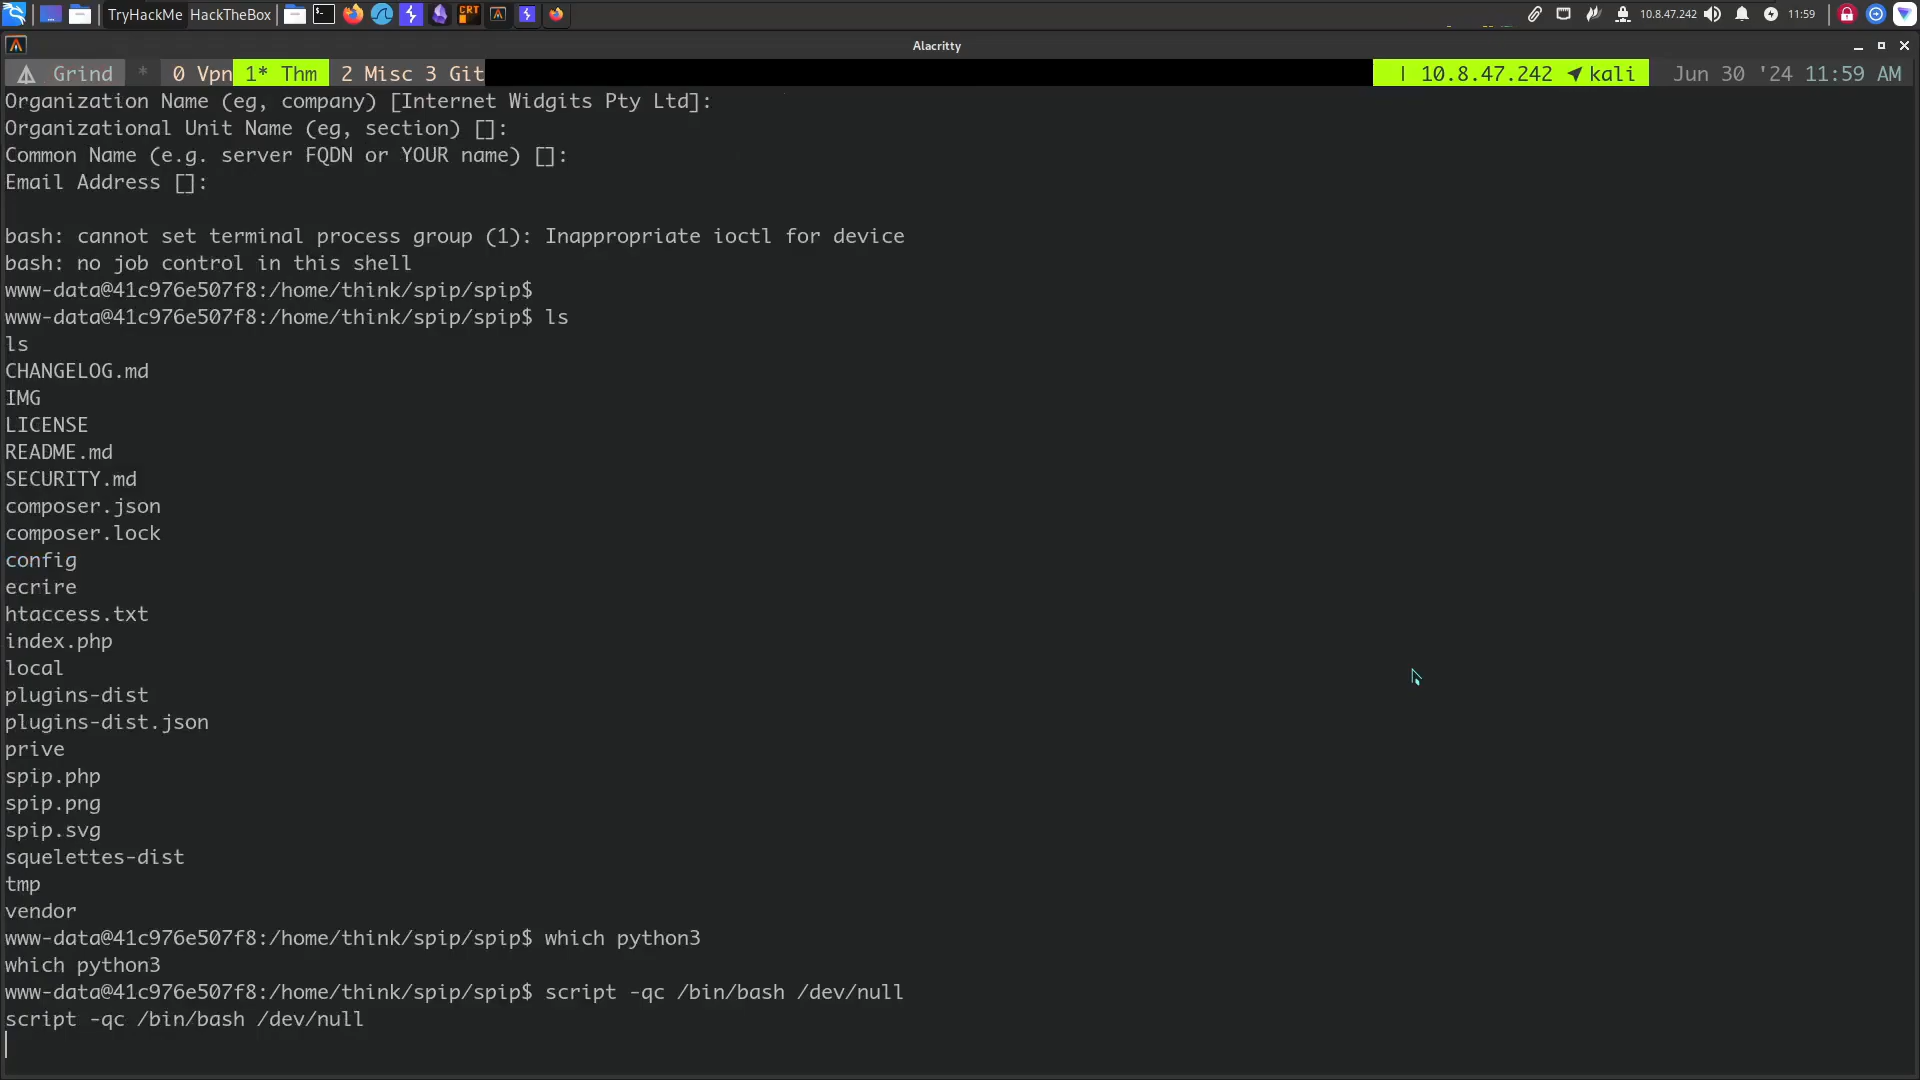 TryHackMe HackTheBox CRT 10.8.47.242 11:59
Alacritty
Grind * 0 Vpn 1* Thm 2 Misc 3 Git | 10.8.47.242 kali Jun 30 '24 11:59 AM
Organization Name (eg, company) [Internet Widgits Pty Ltd]:
Organizational Unit Name (eg, section) []:
Common Name (e.g. server FQDN or YOUR name) []:
Email Address []:
bash: cannot set terminal process group (1): Inappropriate ioctl for device
bash: no job control in this shell
www-data@41c976e507f8:/home/think/spip/spip$
www-data@41c976e507f8:/home/think/spip/spip$ ls
ls
CHANGELOG.md
IMG
LICENSE
README.md
SECURITY.md
composer.json
composer.lock
config
ecrire
htaccess.txt
index.php
local
plugins-dist
plugins-dist.json
prive
spip.php
spip.png
spip.svg
squelettes-dist
tmp
vendor
www-data@41c976e507f8:/home/think/spip/spip$ which python3
which python3
www-data@41c976e507f8:/home/think/spip/spip$ script -qc /bin/bash /dev/null
script -qc /bin/bash /dev/null